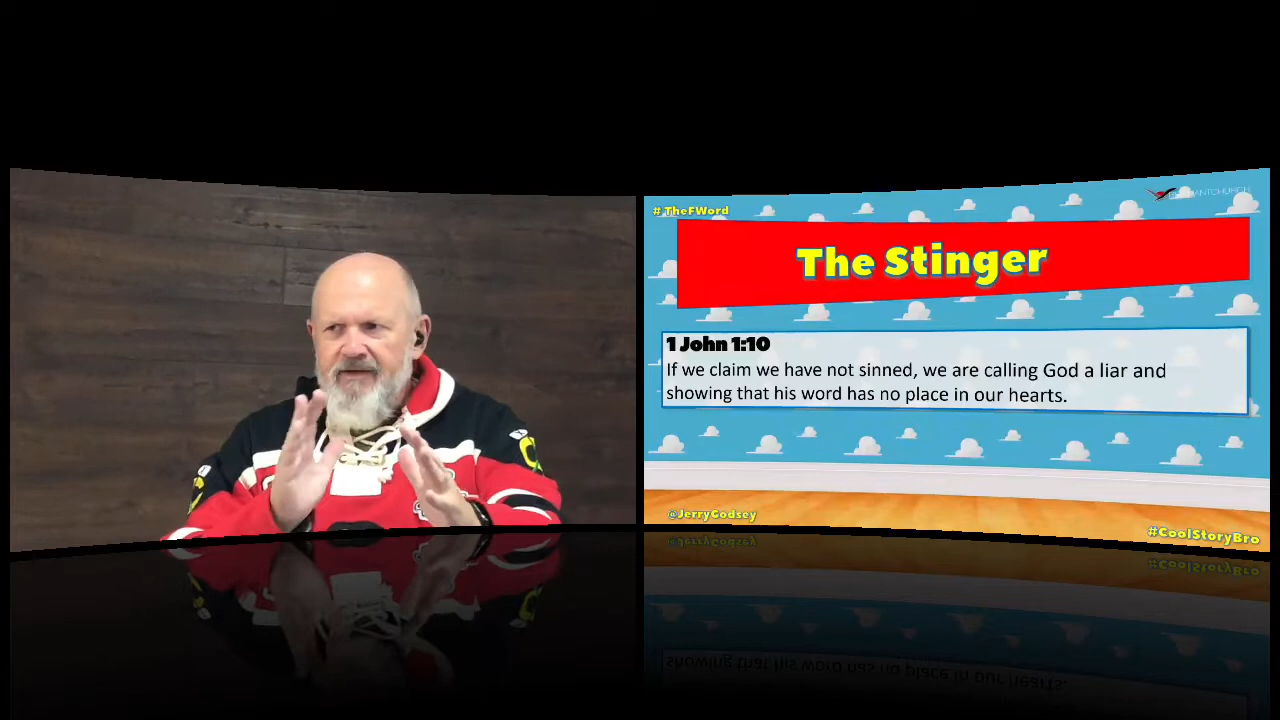 #TheFWord
The Stinger
1 John 1:10
If we claim we have not sinned, we are calling God a liar and
showing that his word has no place in our hearts.
@JerryGodsey
#CoolStoryBro